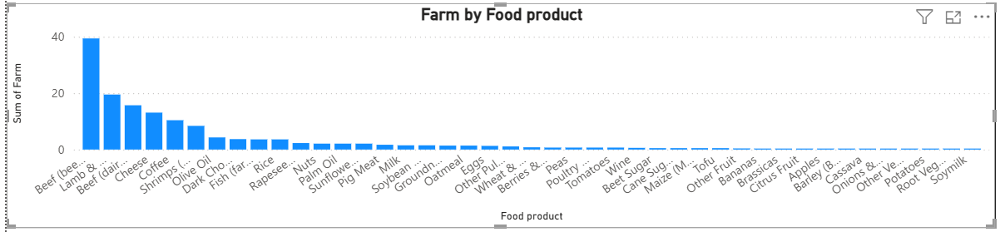 Farm by Food product
Sum of Farm
40
20
0
Beef (bee...
Lamb & ...
Beef (dair...
Cheese
Coffee
Shrimps (...
Olive Oil
Dark Cho...
Fish (far...
Rice
Rapesee...
Nuts
Palm Oil
Sunflowe...
Pig Meat
Milk
Soybean ...
Groundn...
Oatmeal
Eggs
Other Pul...
Wheat & ...
Berries &...
Peas
Poultry ...
Tomatoes
Wine
Beet Sugar
Cane Sug...
Maize (M...
Tofu
Other Fruit
Bananas
Brassicas
Citrus Fruit
Apples
Barley (B...
Cassava
Onions &...
Other Ve...
Potatoes
Root Veg...
Soymilk
Food product